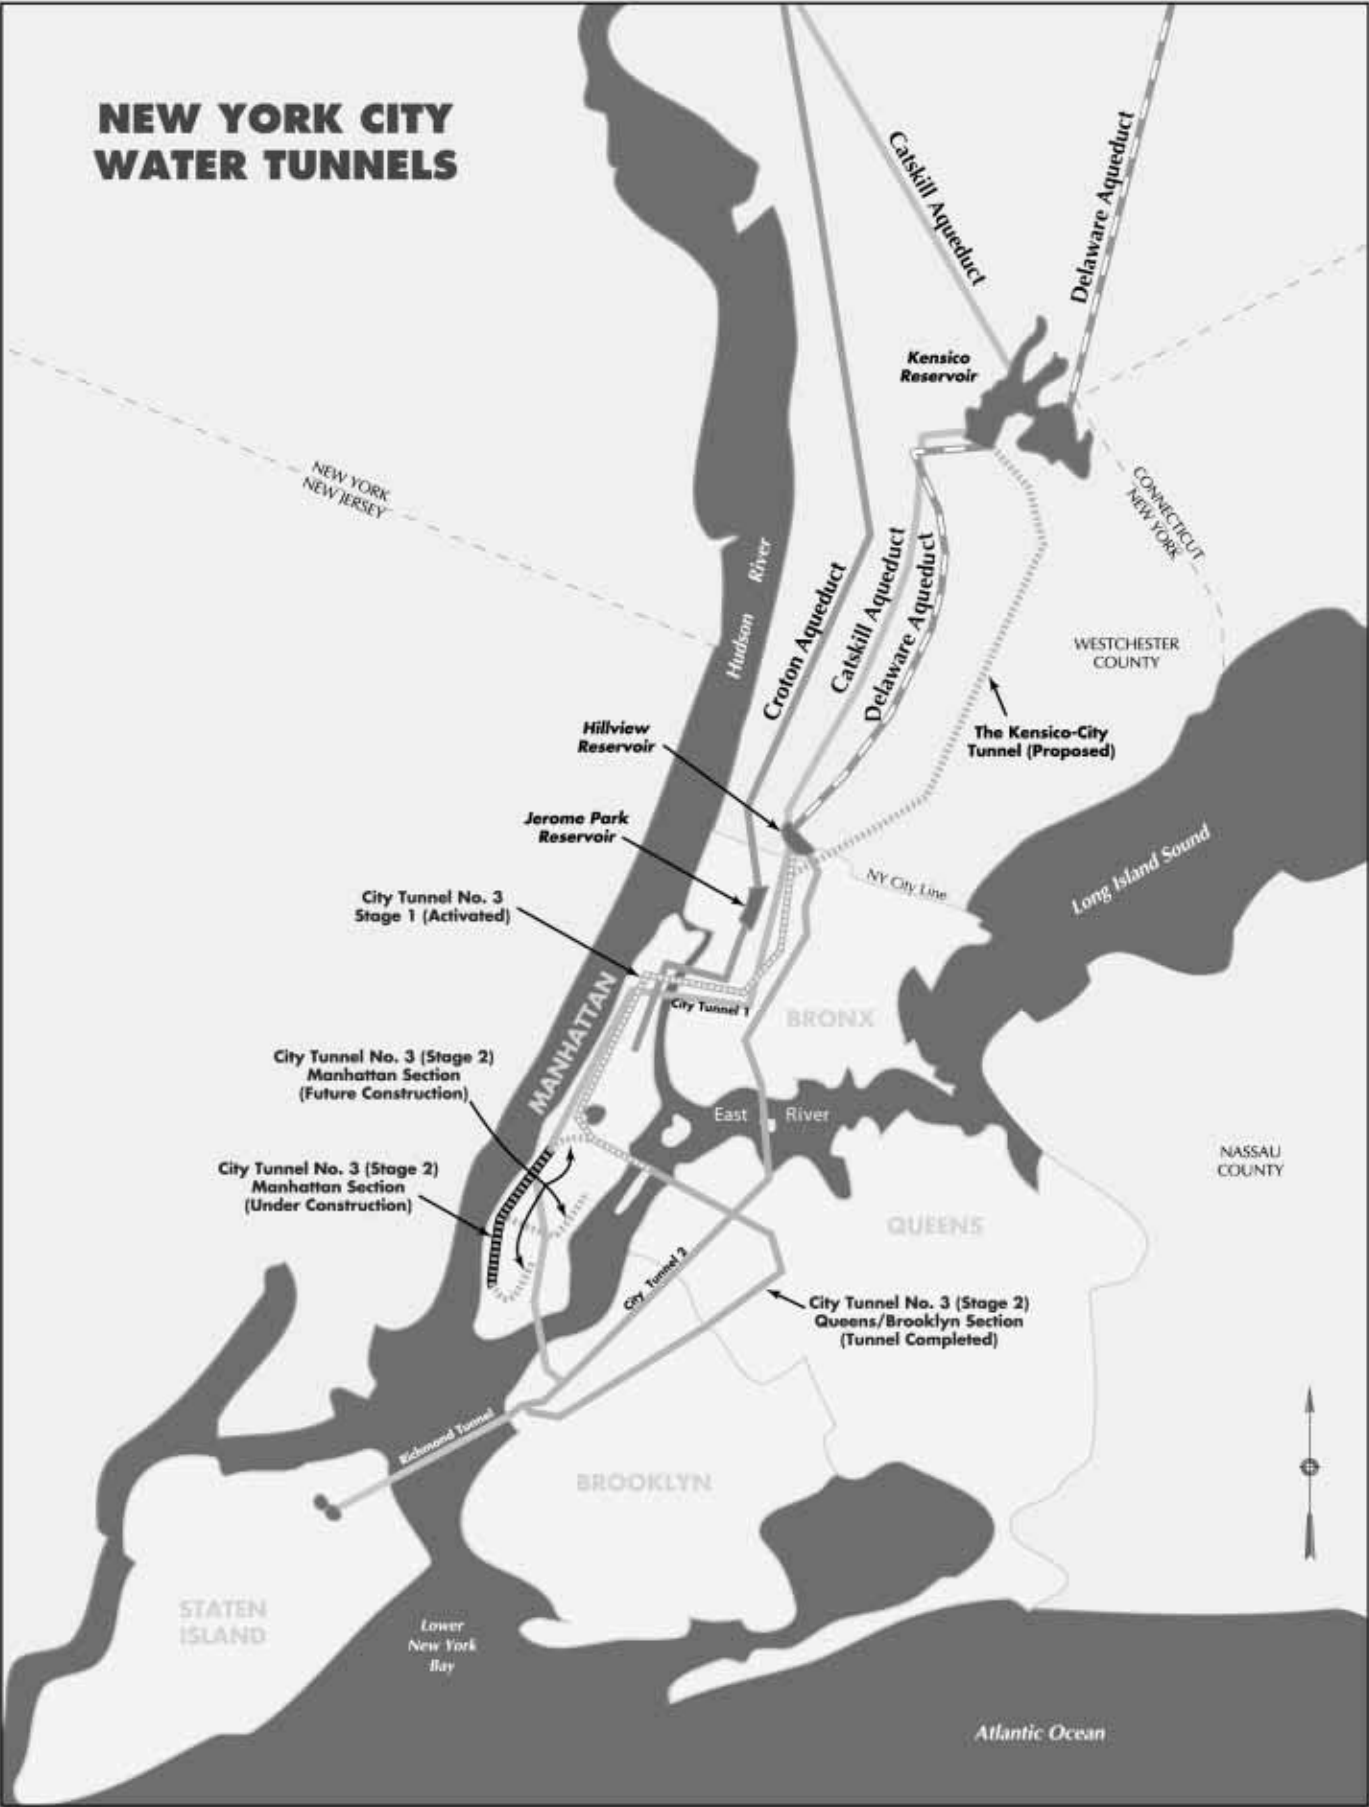 NEW YORK CITY
WATER TUNNELS
Catskill Aqueduct
Delaware Aqueduct
Kensico
Reservoir
NEW YORK
NEW JERSEY
CONNECTICUT
NEW YORK
Hudson River
Croton Aqueduct
Catskill Aqueduct
Delaware Aqueduct
WESTCHESTER
COUNTY
The Kensico-City
Tunnel (Proposed)
Hillview
Reservoir
Jerome Park
Reservoir
NY City Line
Long Island Sound
City Tunnel No. 3
Stage 1 (Activated)
MANHATTAN
City Tunnel 1
BRONX
City Tunnel No. 3 (Stage 2)
Manhattan Section
(Future Construction)
East River
City Tunnel No. 3 (Stage 2)
Manhattan Section
(Under Construction)
NASSAU
COUNTY
QUEENS
City Tunnel 2
City Tunnel No. 3 (Stage 2)
Queens/Brooklyn Section
(Tunnel Completed)
Richmond Tunnel
BROOKLYN
STATEN
ISLAND
Lower
New York
Bay
Atlantic Ocean